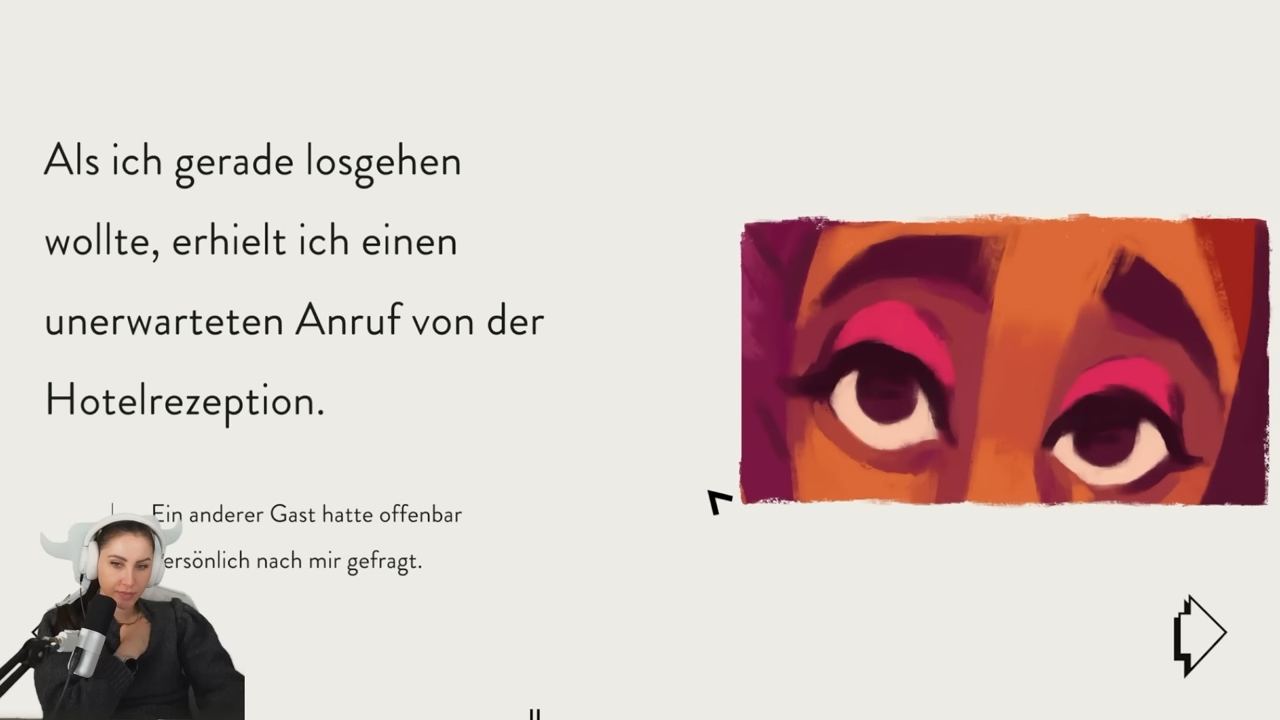 Als ich gerade losgehen
wollte, erhielt ich einen
unerwarteten Anruf von der
Hotelrezeption.
Ein anderer Gast hatte offenbar
ersönlich nach mir gefragt.